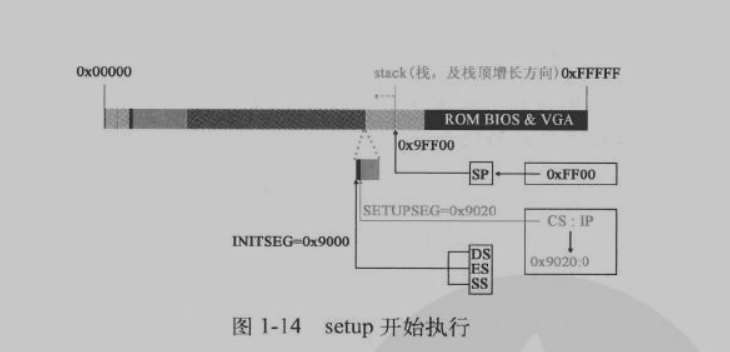 0x00000
stack(栈，及栈顶增长方向)
0xFFFFF
ROM BIOS & VGA
0x9FF00
SP
0xFF00
SETUPSEG=0x9020
CS : IP
INITSEG=0x9000
DS
0x9020:0
ES
SS
图 1-14 setup 开始执行